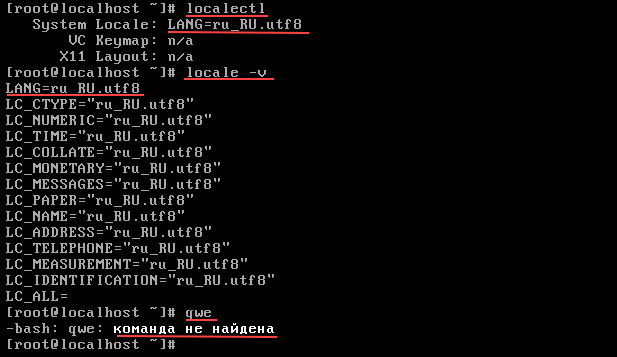 [root@localhost ~]# localectl
System Locale: LANG=ru_RU.utf8
VC Keymap: n/a
X11 Layout: n/a
[root@localhost ~]# locale -v
LANG=ru_RU.utf8
LC_CTYPE="ru_RU.utf8"
LC_NUMERIC="ru_RU.utf8"
LC_TIME="ru_RU.utf8"
LC_COLLATE="ru_RU.utf8"
LC_MONETARY="ru_RU.utf8"
LC_MESSAGES="ru_RU.utf8"
LC_PAPER="ru_RU.utf8"
LC_NAME="ru_RU.utf8"
LC_ADDRESS="ru_RU.utf8"
LC_TELEPHONE="ru_RU.utf8"
LC_MEASUREMENT="ru_RU.utf8"
LC_IDENTIFICATION="ru_RU.utf8"
LC_ALL=
[root@localhost ~]# qwe
-bash: qwe: команда не найдена
[root@localhost ~]#